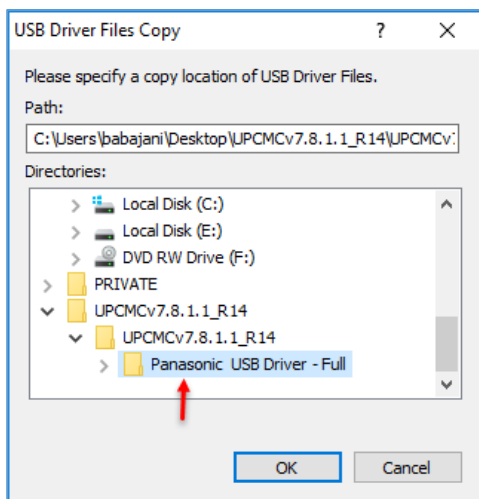 USB Driver Files Copy ?
Please specify a copy location of USB Driver Files.
Path:
C:\Users\babajani\Desktop\UPCMCv7.8.1.1_R14\UPCMCv
Directories:
Local Disk (C:)
Local Disk (E:)
DVD RW Drive (F:)
PRIVATE
UPCMCv7.8.1.1_R14
UPCMCv7.8.1.1_R14
Panasonic USB Driver - Full
OK Cancel